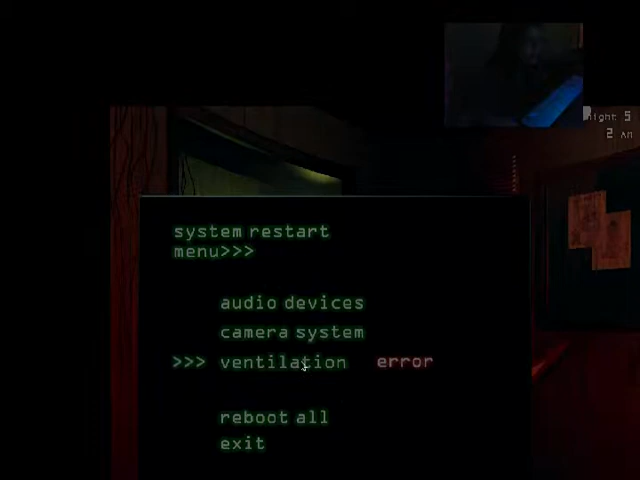 night 5
2 AM
system restart
menu>>>
audio devices
camera system
>>> ventilation error
reboot all
exit